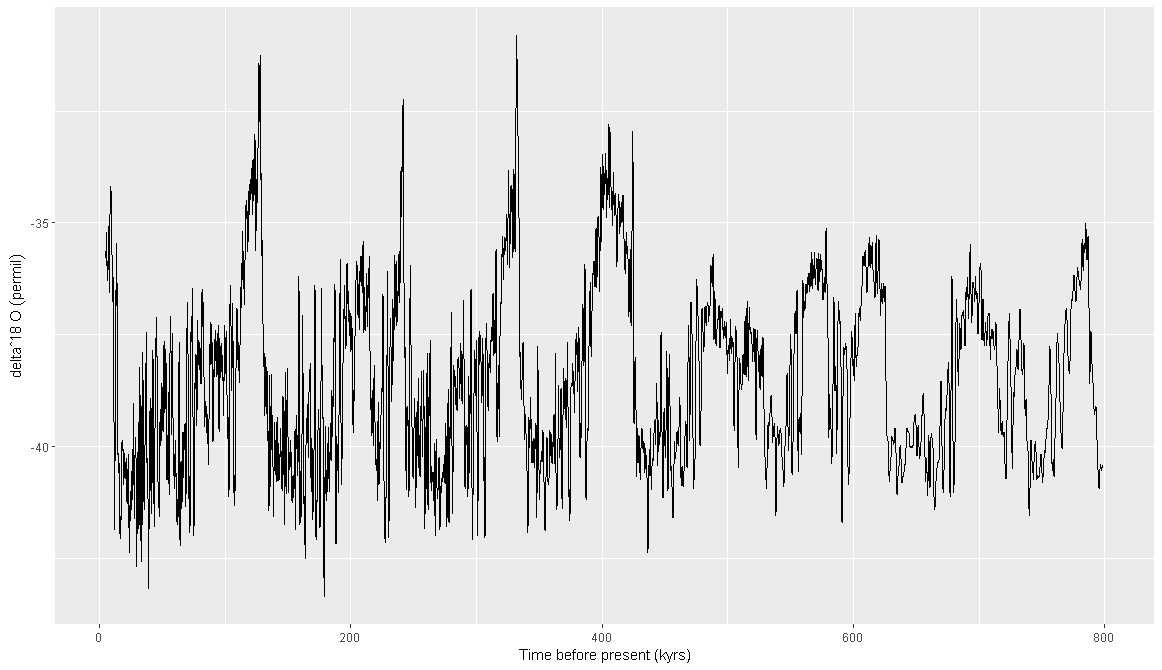 delta^18 O (permil)
-35
-40
0 200 400 600 800
Time before present (kyrs)